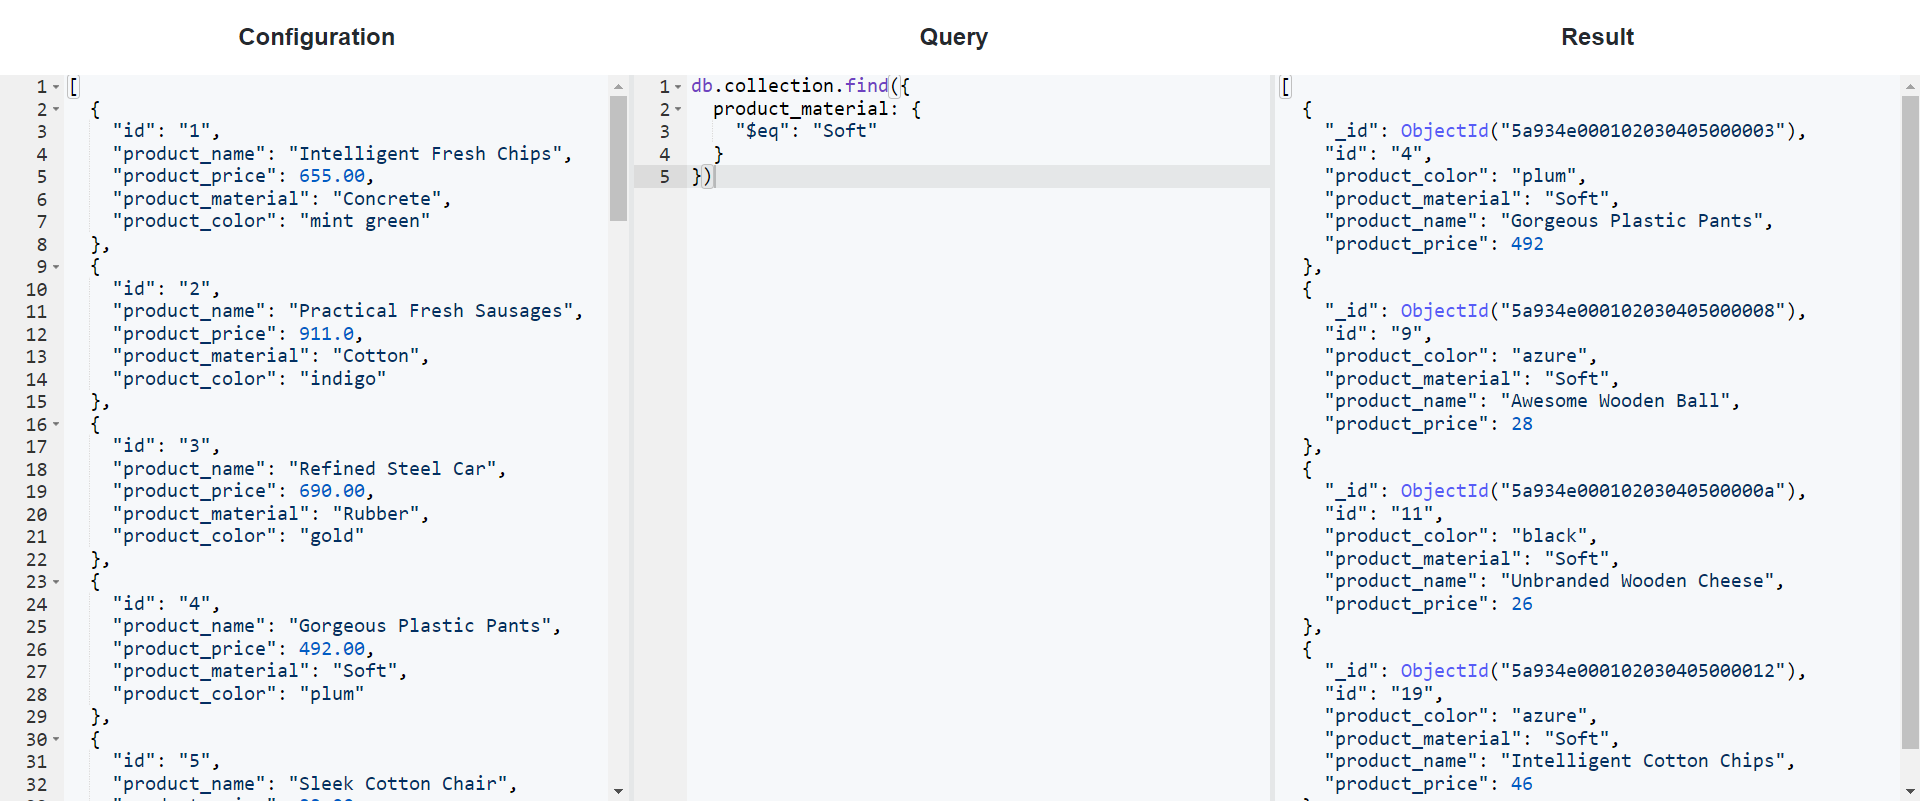 Configuration
1 [
2 {
3 "id": "1",
4 "product_name": "Intelligent Fresh Chips",
5 "product_price": 655.00,
6 "product_material": "Concrete",
7 "product_color": "mint green"
8 },
9 {
10 "id": "2",
11 "product_name": "Practical Fresh Sausages",
12 "product_price": 911.0,
13 "product_material": "Cotton",
14 "product_color": "indigo"
15 },
16 {
17 "id": "3",
18 "product_name": "Refined Steel Car",
19 "product_price": 690.00,
20 "product_material": "Rubber",
21 "product_color": "gold"
22 },
23 {
24 "id": "4",
25 "product_name": "Gorgeous Plastic Pants",
26 "product_price": 492.00,
27 "product_material": "Soft",
28 "product_color": "plum"
29 },
30 {
31 "id": "5",
32 "product_name": "Sleek Cotton Chair",
Query
1 db.collection.find({
2 product_material: {
3 "$eq": "Soft"
4 }
5 })
Result
[
{
"_id": ObjectId("5a934e000102030405000003"),
"id": "4",
"product_color": "plum",
"product_material": "Soft",
"product_name": "Gorgeous Plastic Pants",
"product_price": 492
},
{
"_id": ObjectId("5a934e000102030405000008"),
"id": "9",
"product_color": "azure",
"product_material": "Soft",
"product_name": "Awesome Wooden Ball",
"product_price": 28
},
{
"_id": ObjectId("5a934e00010203040500000a"),
"id": "11",
"product_color": "black",
"product_material": "Soft",
"product_name": "Unbranded Wooden Cheese",
"product_price": 26
},
{
"_id": ObjectId("5a934e000102030405000012"),
"id": "19",
"product_color": "azure",
"product_material": "Soft",
"product_name": "Intelligent Cotton Chips",
"product_price": 46